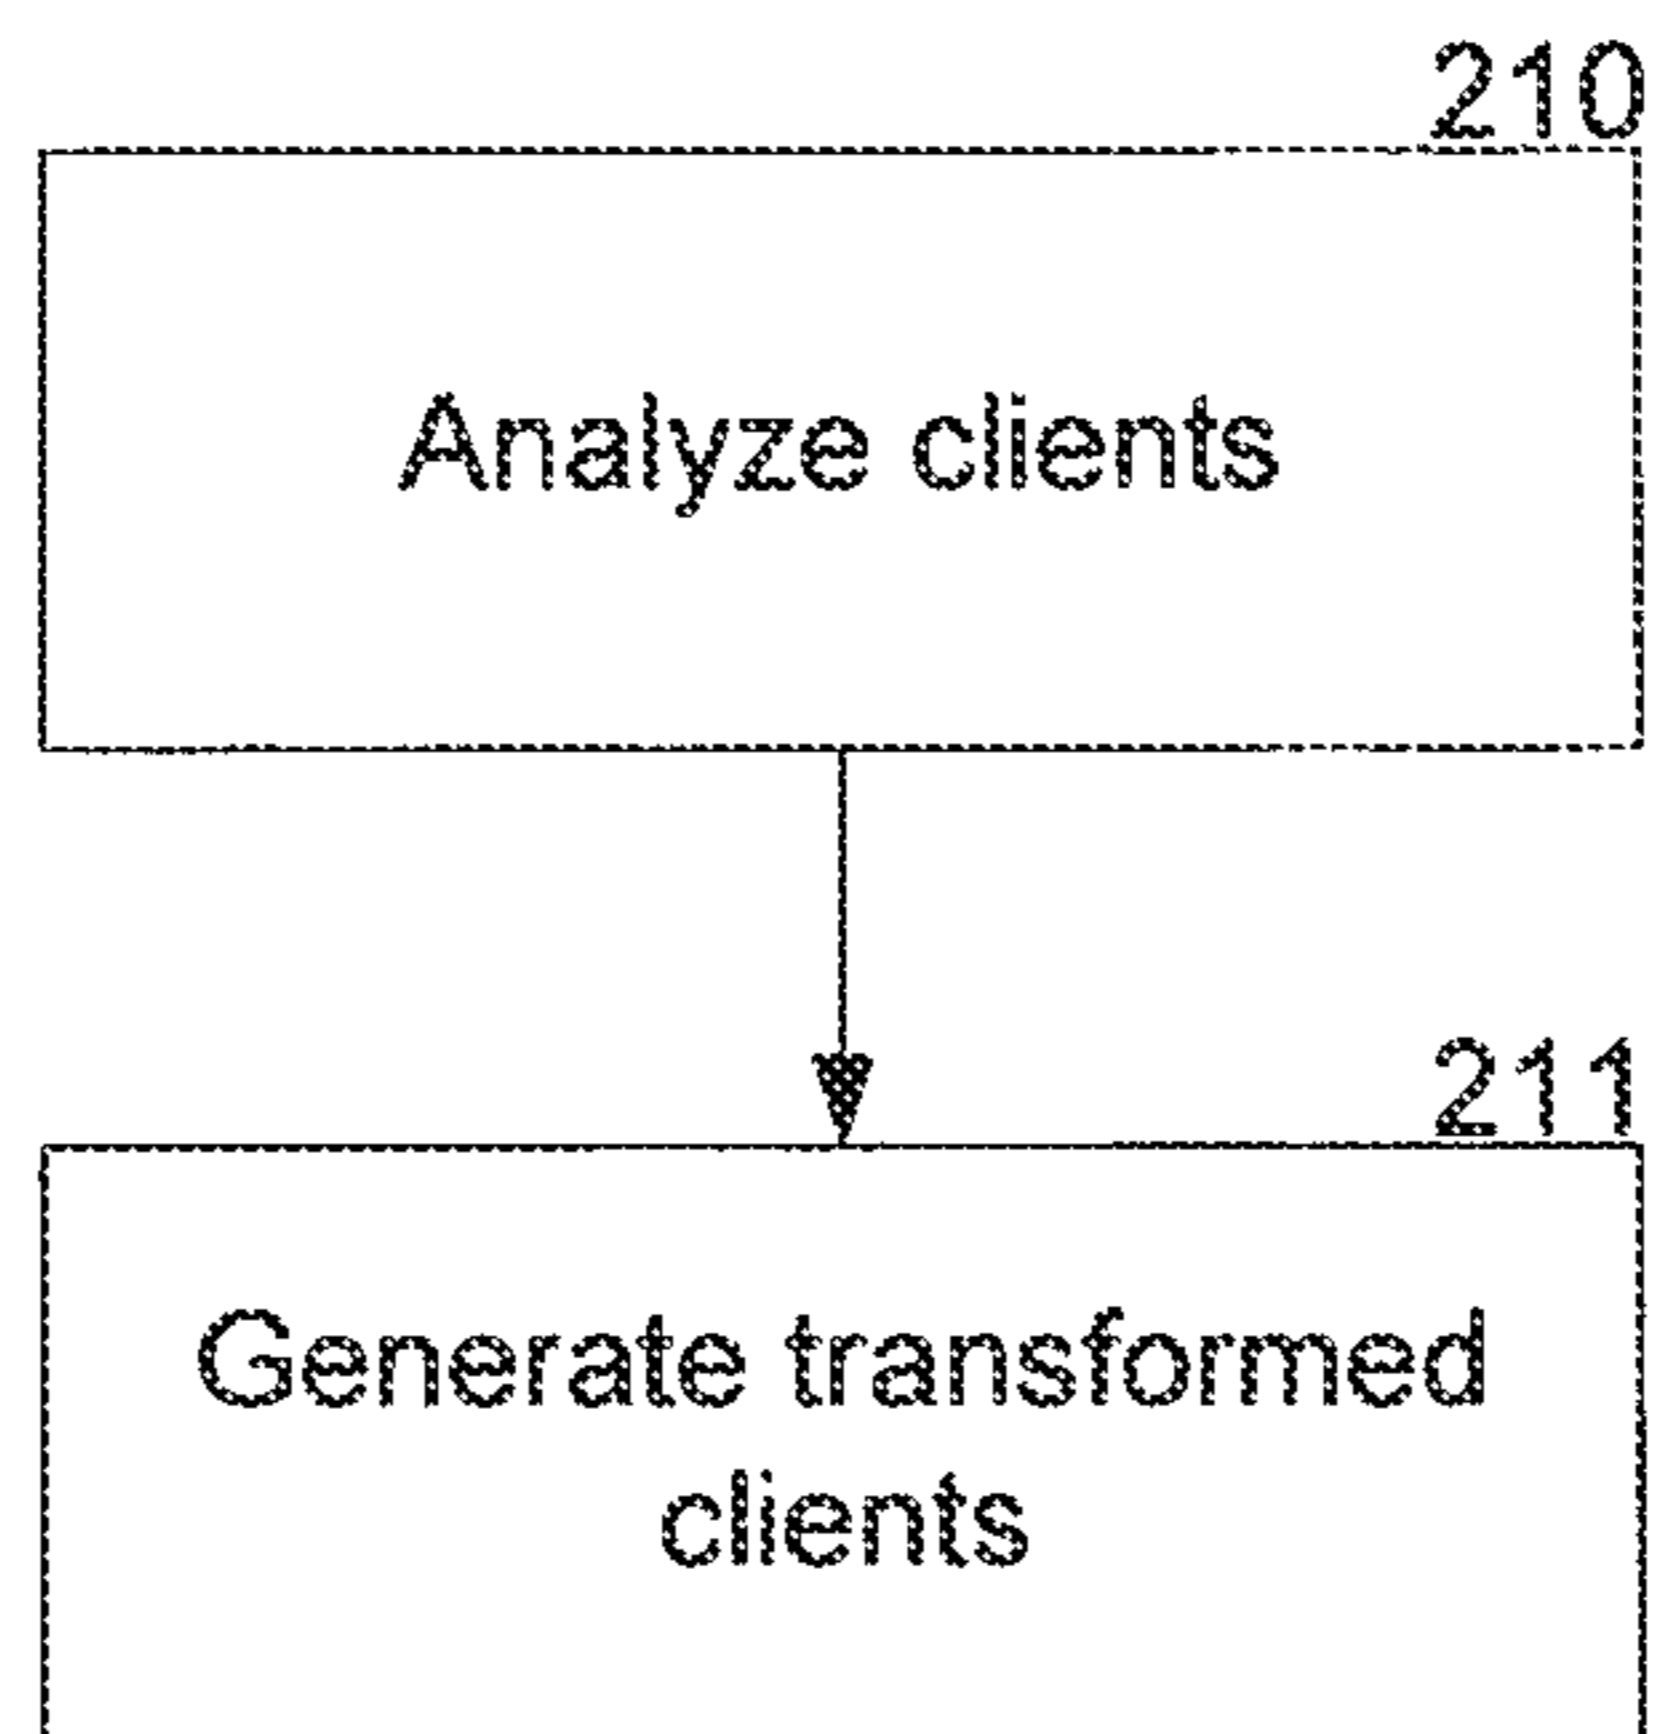 210
Analyze clients
211
Generate transformed
clients